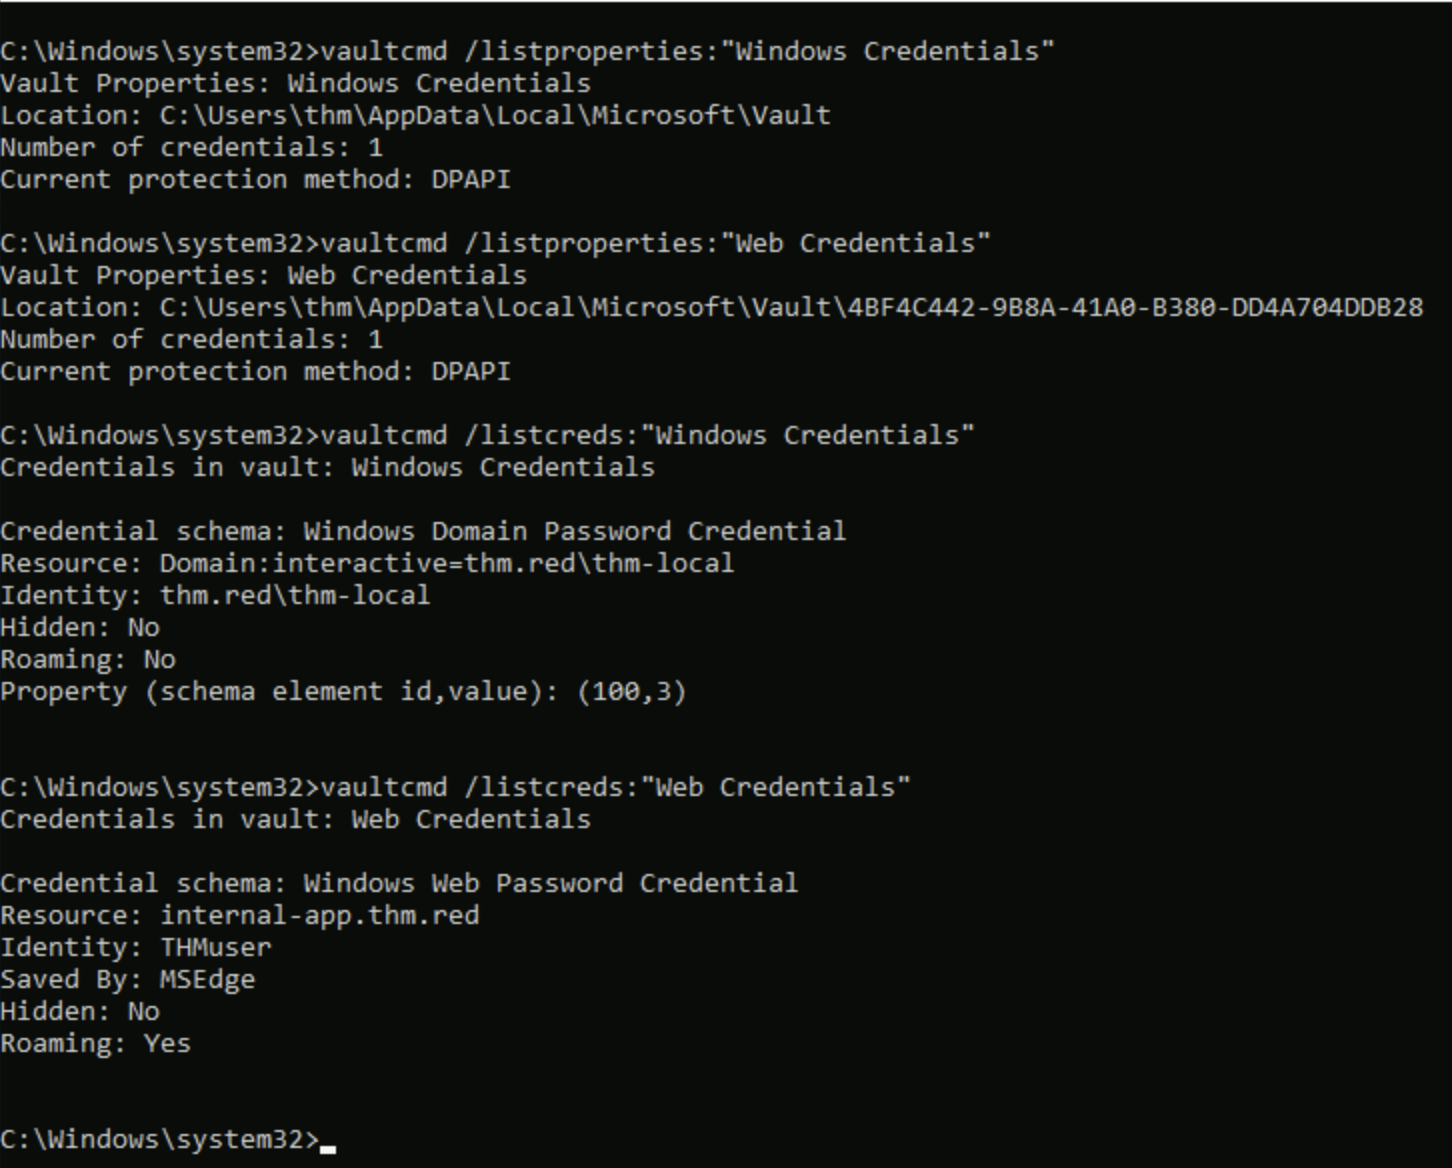 C:\Windows\system32>vaultcmd /listproperties:"Windows Credentials"
Vault Properties: Windows Credentials
Location: C:\Users\thm\AppData\Local\Microsoft\Vault
Number of credentials: 1
Current protection method: DPAPI
C:\Windows\system32>vaultcmd /listproperties:"Web Credentials"
Vault Properties: Web Credentials
Location: C:\Users\thm\AppData\Local\Microsoft\Vault\4BF4C442-9B8A-41A0-B380-DD4A704DDB28
Number of credentials: 1
Current protection method: DPAPI
C:\Windows\system32>vaultcmd /listcreds:"Windows Credentials"
Credentials in vault: Windows Credentials
Credential schema: Windows Domain Password Credential
Resource: Domain:interactive=thm.red\thm-local
Identity: thm.red\thm-local
Hidden: No
Roaming: No
Property (schema element id,value): (100,3)
C:\Windows\system32>vaultcmd /listcreds:"Web Credentials"
Credentials in vault: Web Credentials
Credential schema: Windows Web Password Credential
Resource: internal-app.thm.red
Identity: THMuser
Saved By: MSEdge
Hidden: No
Roaming: Yes
C:\Windows\system32>